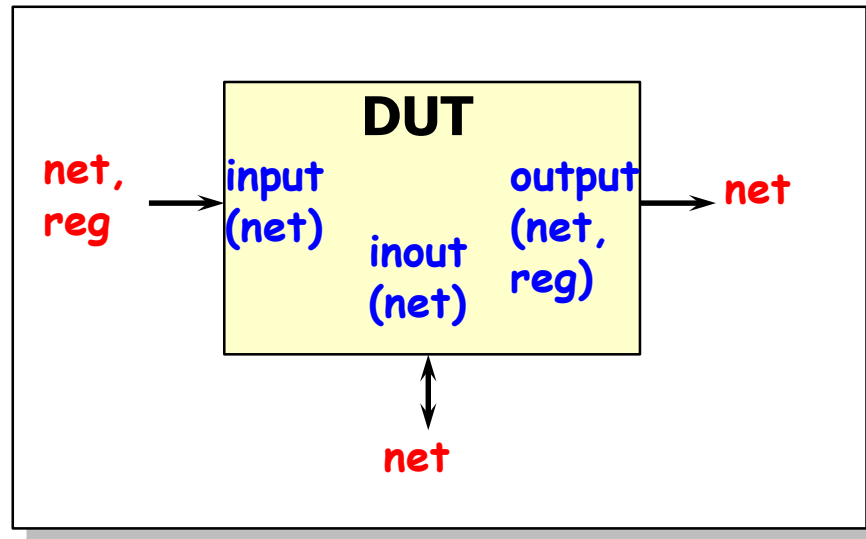 DUT
net,
reg
input
(net)
inout
(net)
output
(net,
reg)
net
net